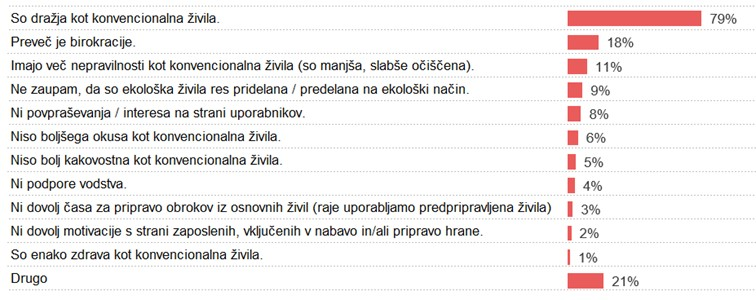 So dražja kot konvencionalna živila. 79%
Preveč je birokracije. 18%
Imajo več nepravilnosti kot konvencionalna živila (so manjša, slabše očiščena). 11%
Ne zaupam, da so ekološka živila res pridelana / predelana na ekološki način. 9%
Ni povpraševanja / interesa na strani uporabnikov. 8%
Niso boljšega okusa kot konvencionalna živila. 6%
Niso bolj kakovostna kot konvencionalna živila. 5%
Ni podpore vodstva. 4%
Ni dovolj časa za pripravo obrokov iz osnovnih živil (raje uporabljamo predpripravljena živila) 3%
Ni dovolj motivacije s strani zaposlenih, vključenih v nabavo in/ali pripravo hrane. 2%
So enako zdrava kot konvencionalna živila. 1%
Drugo 21%